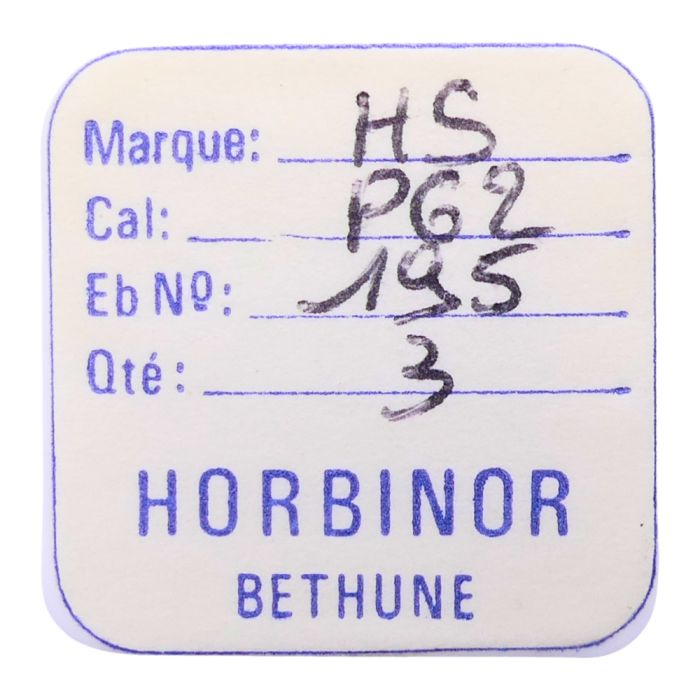 Marque: HS
Cal: P62
Eb Nº: 195
Qté: 3
HORBINOR
BETHUNE